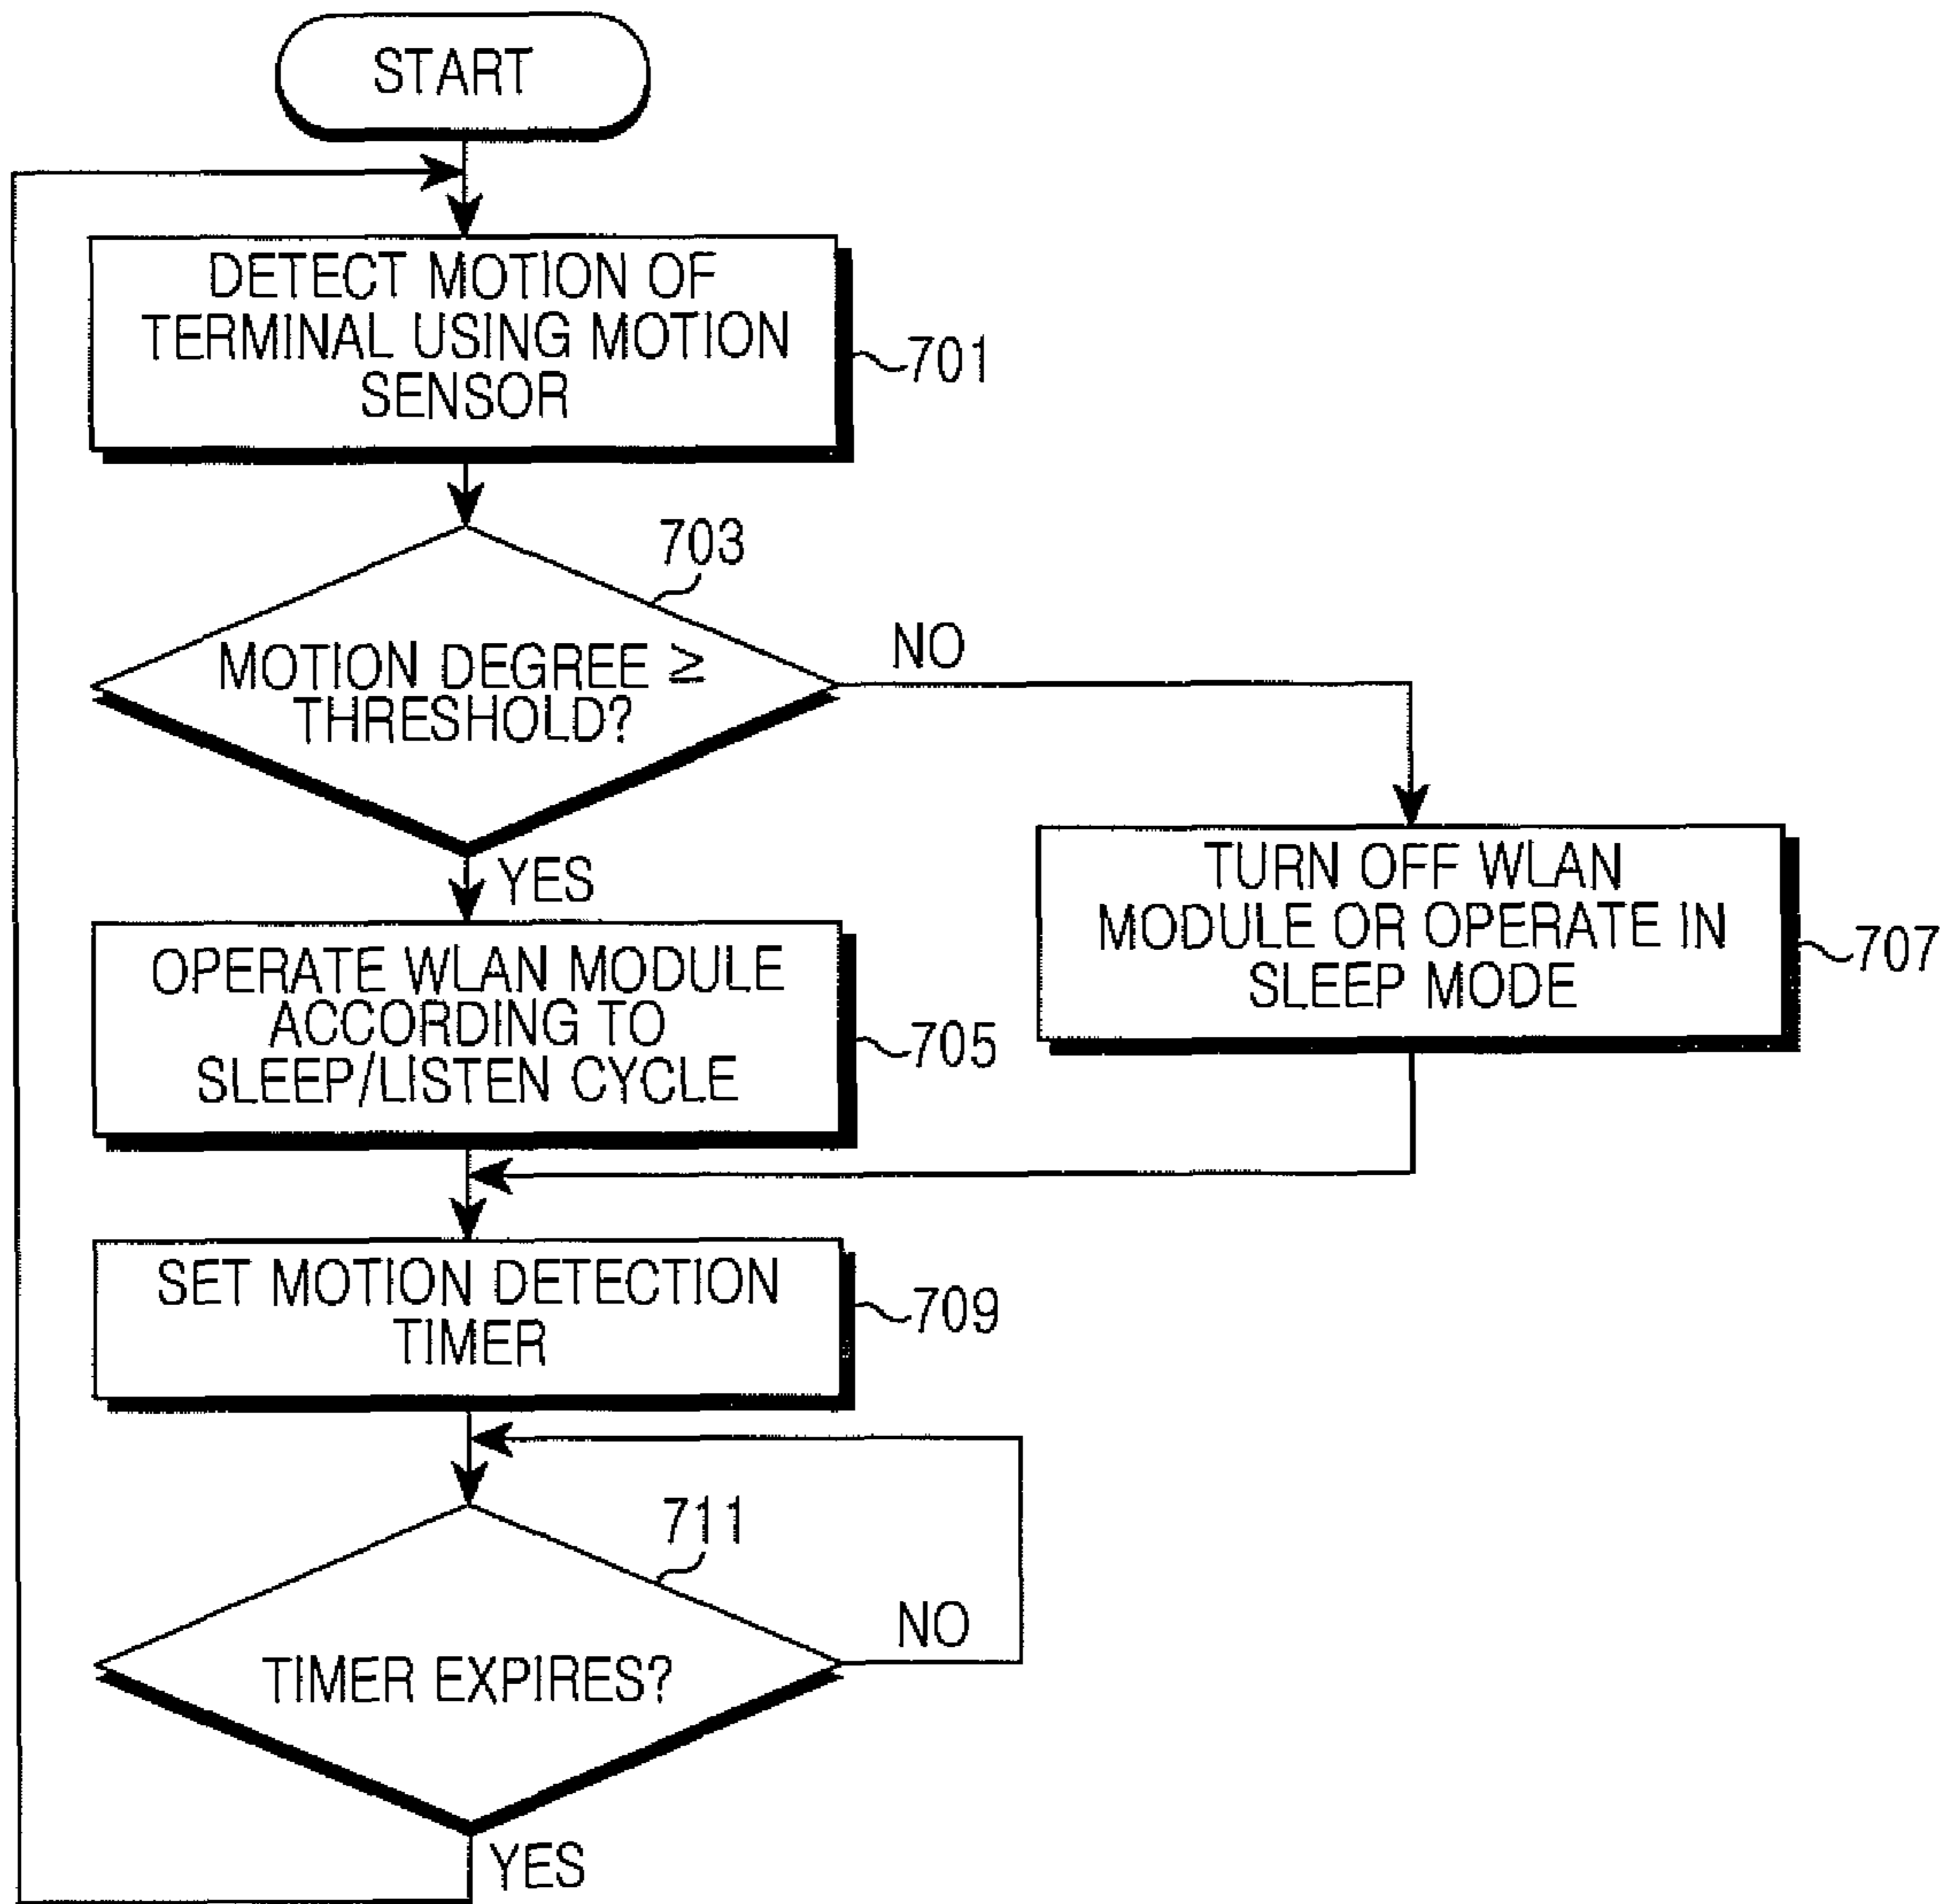 START
DETECT MOTION OF
TERMINAL USING MOTION
SENSOR
701
703
MOTION DEGREE ≥
THRESHOLD?
NO
YES
TURN OFF WLAN
MODULE OR OPERATE IN
SLEEP MODE
707
OPERATE WLAN MODULE
ACCORDING TO
SLEEP/LISTEN CYCLE
705
SET MOTION DETECTION
TIMER
709
711
NO
TIMER EXPIRES?
YES